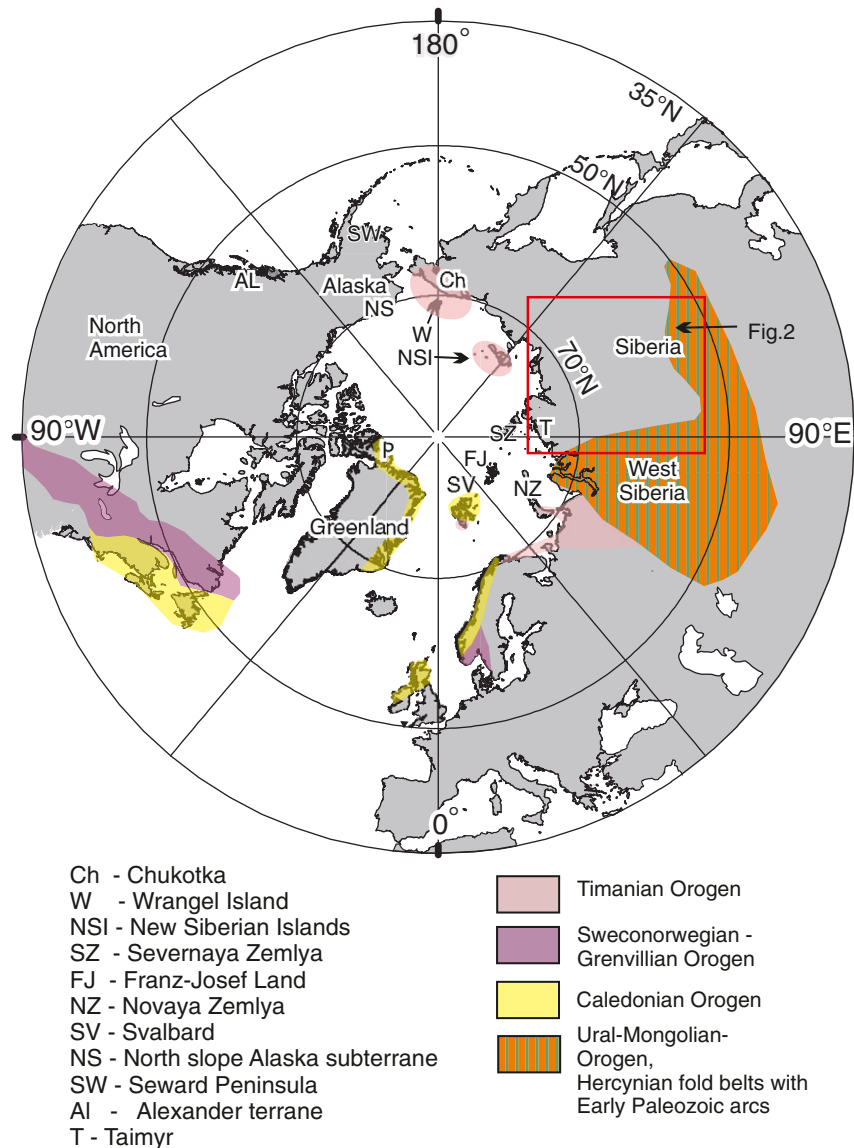 180°
35°N
50°N
SW
AL
Alaska
Ch
NS
North
America
W
NSI
70°N
Siberia
Fig.2
90°W
P
SZ
T
90°E
FJ
SV
NZ
West
Siberia
Greenland
0°
Ch - Chukotka
W - Wrangel Island
NSI - New Siberian Islands
SZ - Severnaya Zemlya
FJ - Franz-Josef Land
NZ - Novaya Zemlya
SV - Svalbard
NS - North slope Alaska subterrane
SW - Seward Peninsula
Al - Alexander terrane
T - Taimyr
Timanian Orogen
Sweconorwegian -
Grenvillian Orogen
Caledonian Orogen
Ural-Mongolian-
Orogen,
Hercynian fold belts with
Early Paleozoic arcs